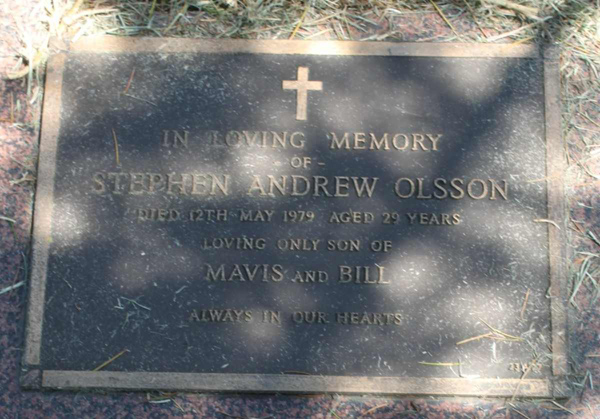 IN LOVING MEMORY
- OF -
STEPHEN ANDREW OLSSON
DIED 12TH MAY 1979 AGED 29 YEARS
LOVING ONLY SON OF
MAVIS AND BILL
ALWAYS IN OUR HEARTS